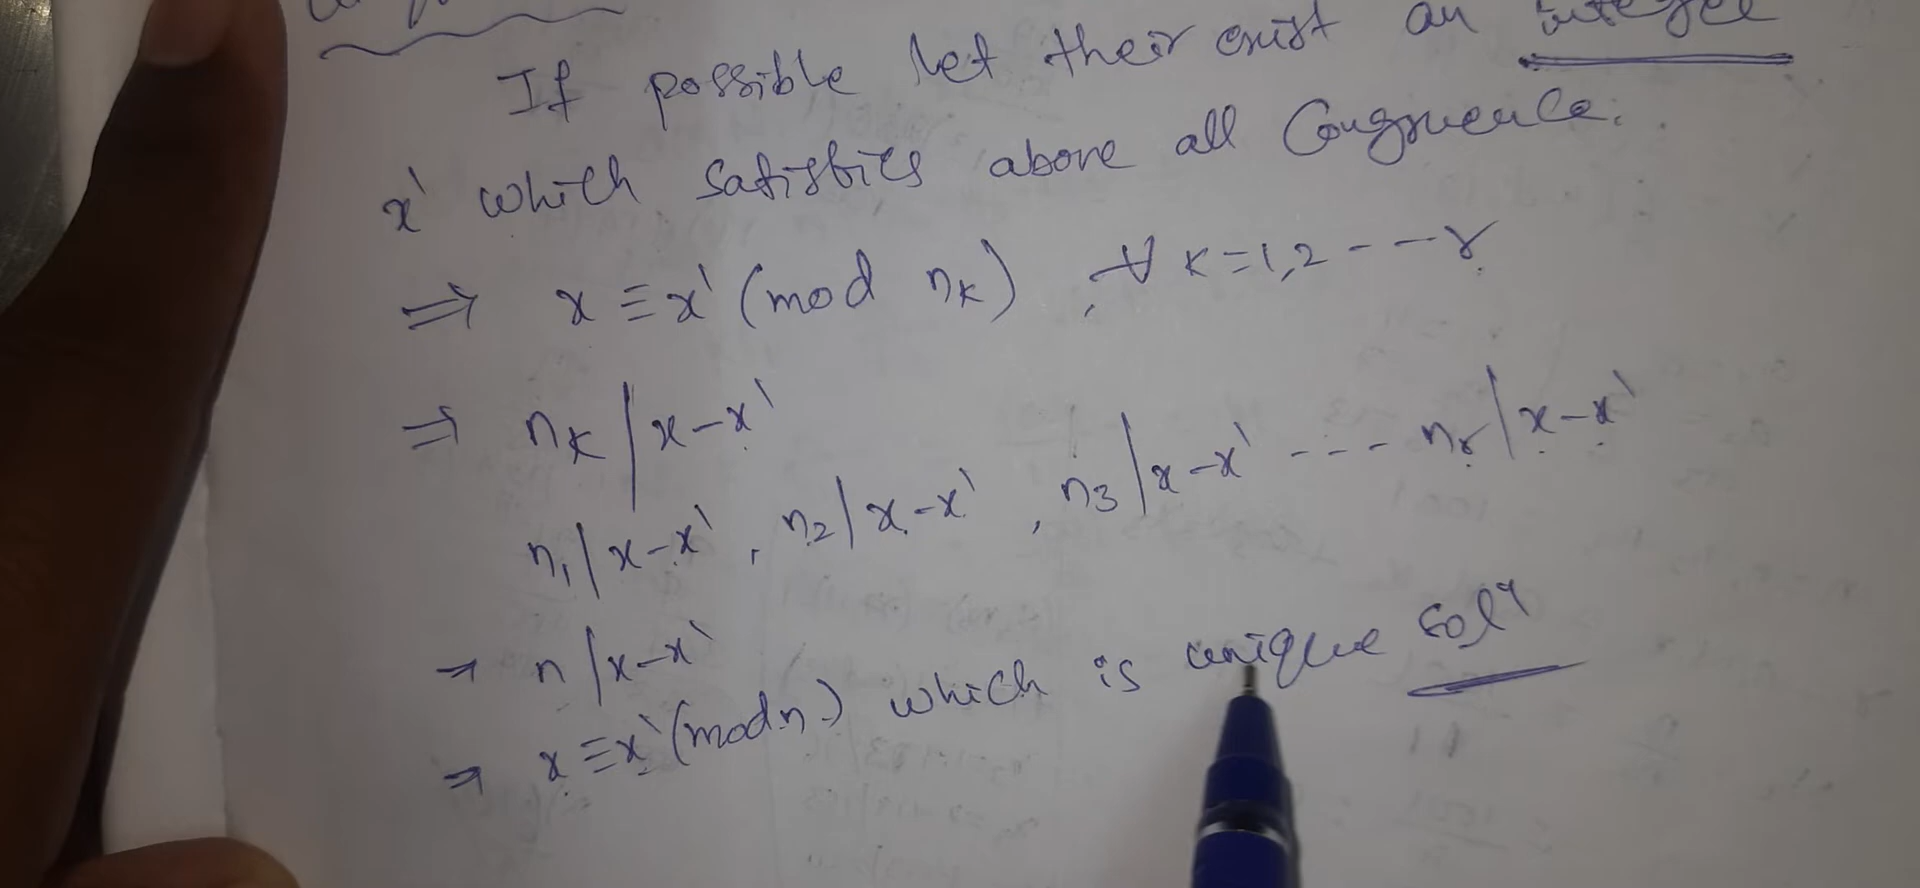 If possible let their exist an integer
x' which satisfies above all Congruence.
⇒ x ≡ x' (mod nk), ∀ k=1,2---r
⇒ nk | x-x'
n1 | x-x', n2 | x-x', n3 | x-x' ---- nr | x-x'
→ n | x-x'
⇒ x ≡ x' (mod n) which is unique solⁿ